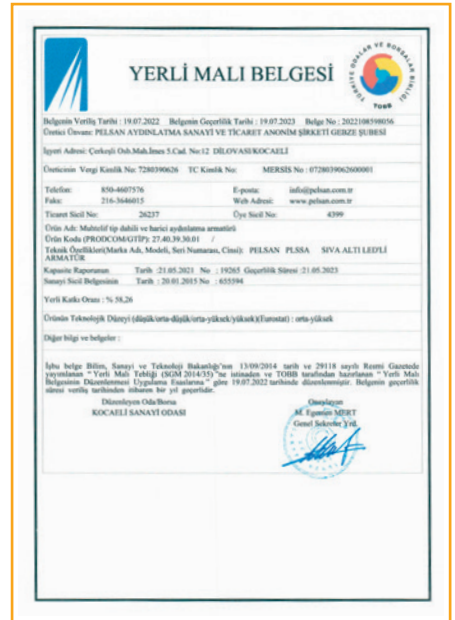 YERLİ MALI BELGESİ
TÜRKİYE ODALAR VE BORSALAR BİRLİĞİ
TOBB
Belgenin Veriliş Tarihi : 19.07.2022 Belgenin Geçerlilik Tarihi : 19.07.2023 Belge No : 2022108598056
Üretici Ünvanı: PELSAN AYDINLATMA SANAYİ VE TİCARET ANONİM ŞİRKETİ GEBZE ŞUBESİ
İşyeri Adresi: Çerkeşli Osb.Mah.İmes 5.Cad. No:12 DİLOVASI/KOCAELİ
Üreticinin Vergi Kimlik No: 7280390626 TC Kimlik No: MERSİS No : 0728039062600001
Telefon: 850-4607576 E-posta: info@pelsan.com.tr
Faks: 216-3646015 Web Adresi: www.pelsan.com.tr
Ticaret Sicil No: 26237 Üye Sicil No: 4399
Ürün Adı: Muhtelif tip dahili ve harici aydınlatma armatürü
Ürün Kodu (PRODCOM/GTİP): 27.40.39.30.01 /
Teknik Özellikleri(Marka Adı, Modeli, Seri Numarası, Cinsi): PELSAN PLSSA SIVA ALTI LED'Lİ
ARMATÜR
Kapasite Raporunun Tarih :21.05.2021 No : 19265 Geçerlilik Süresi :21.05.2023
Sanayi Sicil Belgesinin Tarih : 20.01.2015 No : 655594
Yerli Katkı Oranı : % 58,26
Ürünün Teknolojik Düzeyi (düşük/orta-düşük/orta-yüksek/yüksek)(Eurostat) : orta-yüksek
Diğer bilgi ve belgeler :
İşbu belge Bilim, Sanayi ve Teknoloji Bakanlığı'nın 13/09/2014 tarih ve 29118 sayılı Resmi Gazetede
yayımlanan " Yerli Malı Tebliği (SGM 2014/35) "ne istinaden ve TOBB tarafından hazırlanan " Yerli Malı
Belgesinin Düzenlenmesi Uygulama Esaslarına " göre 19.07.2022 tarihinde düzenlenmiştir. Belgenin geçerlilik
süresi veriliş tarihinden itibaren bir yıl geçerlidir.
Düzenleyen Oda/Borsa Onaylayan
KOCAELİ SANAYİ ODASI M. Egemen MERT
Genel Sekreter Yrd.